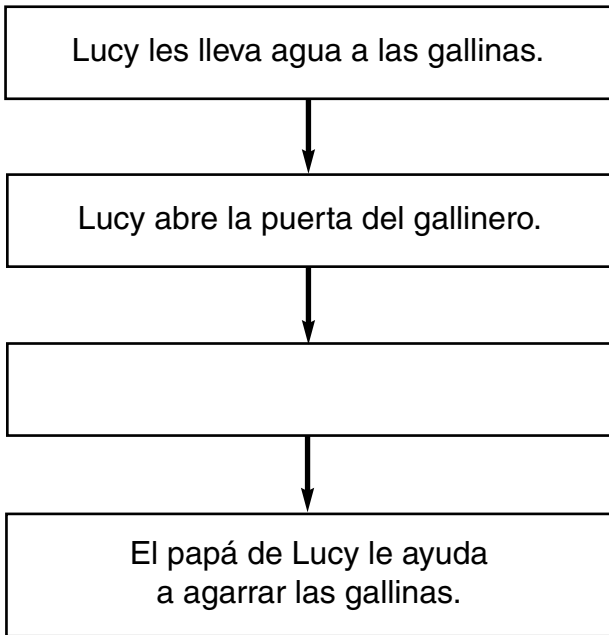 Lucy les lleva agua a las gallinas.
Lucy abre la puerta del gallinero.
El papá de Lucy le ayuda
a agarrar las gallinas.